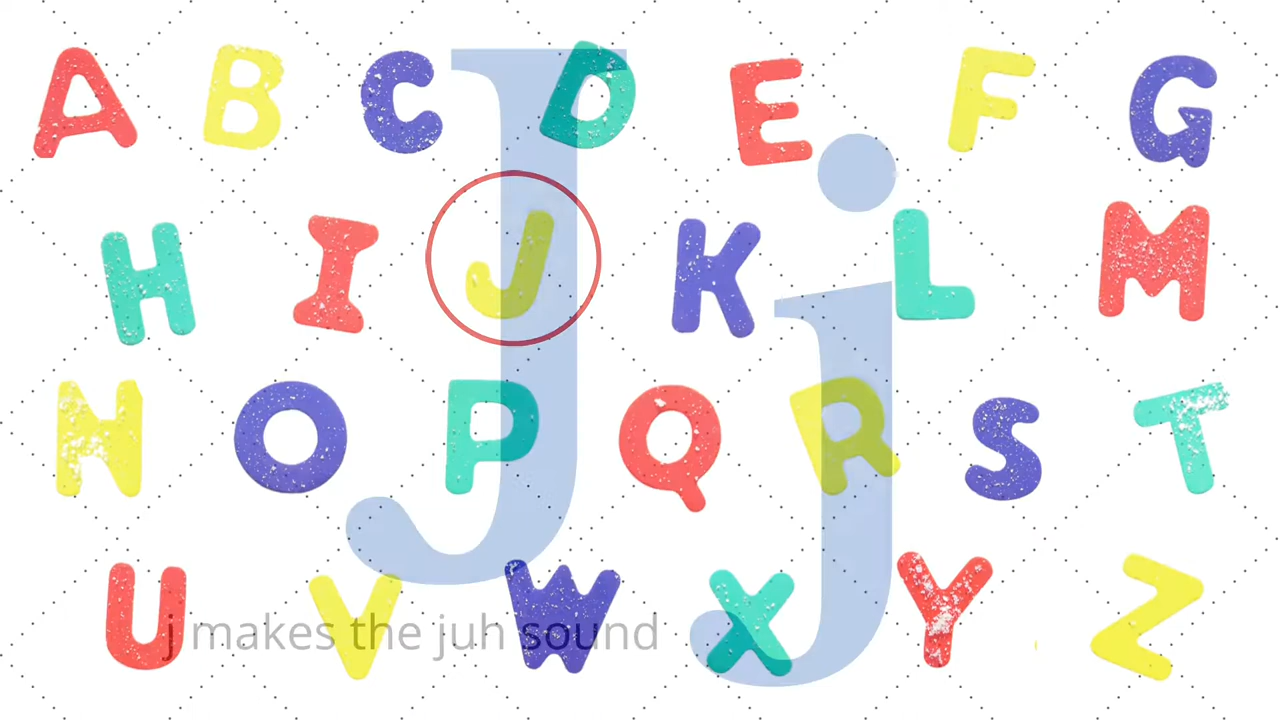 A B C D E F G
H I J K L M
N O P Q R S T
U V W X Y Z
J j
j makes the juh sound